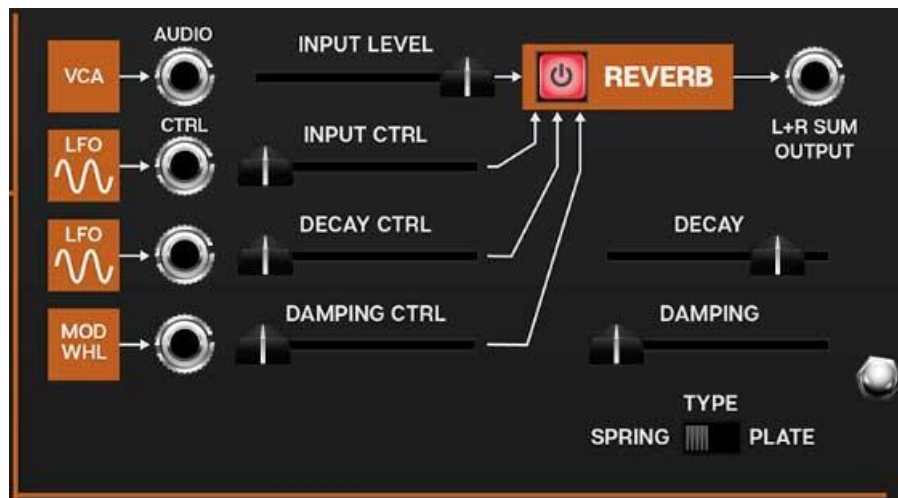 AUDIO
INPUT LEVEL
VCA
REVERB
CTRL
INPUT CTRL
L+R SUM
OUTPUT
LFO
DECAY CTRL
DECAY
LFO
DAMPING CTRL
DAMPING
MOD
WHL
TYPE
SPRING
PLATE